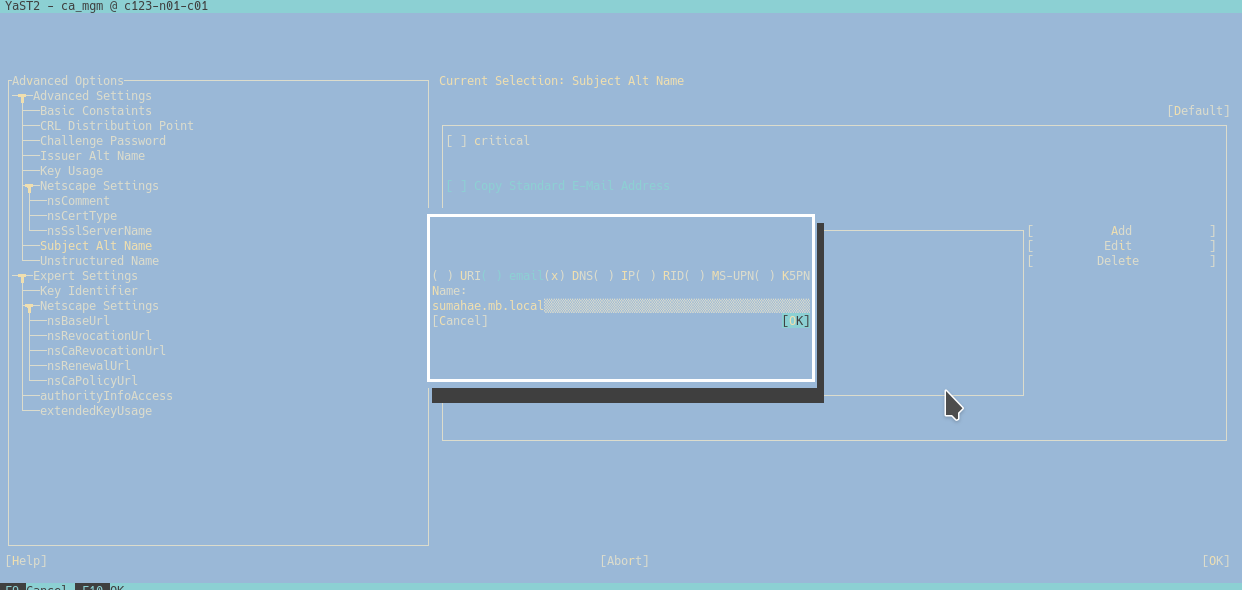 YaST2 - ca_mgm @ c123-n01-c01
Advanced Options
Advanced Settings
Basic Constaints
CRL Distribution Point
Challenge Password
Issuer Alt Name
Key Usage
Netscape Settings
nsComment
nsCertType
nsSslServerName
Subject Alt Name
Unstructured Name
Expert Settings
Key Identifier
Netscape Settings
nsBaseUrl
nsRevocationUrl
nsCaRevocationUrl
nsRenewalUrl
nsCaPolicyUrl
authorityInfoAccess
extendedKeyUsage
Current Selection: Subject Alt Name
[Default]
[ ] critical
[ ] Copy Standard E-Mail Address
[ Add ]
[ Edit ]
[ Delete ]
( ) URI( ) email(x) DNS( ) IP( ) RID( ) MS-UPN( ) K5PN
Name:
sumahae.mb.local
[Cancel] [OK]
[Help] [Abort] [OK]
F9 Cancel F10 OK